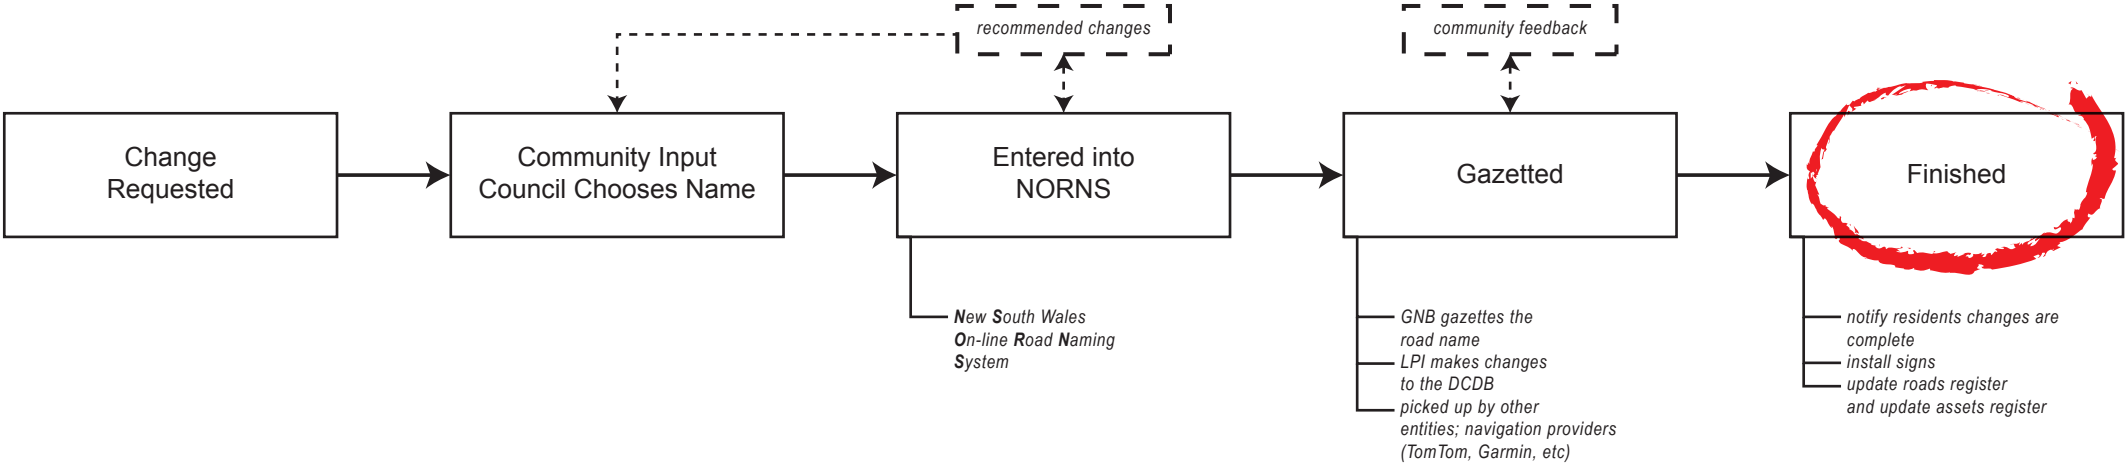 recommended changes
community feedback
Change
Requested
Community Input
Council Chooses Name
Entered into
NORNS
Gazetted
Finished
New South Wales
On-line Road Naming
System
GNB gazettes the
road name
LPI makes changes
to the DCDB
picked up by other
entities; navigation providers
(TomTom, Garmin, etc)
notify residents changes are
complete
install signs
update roads register
and update assets register